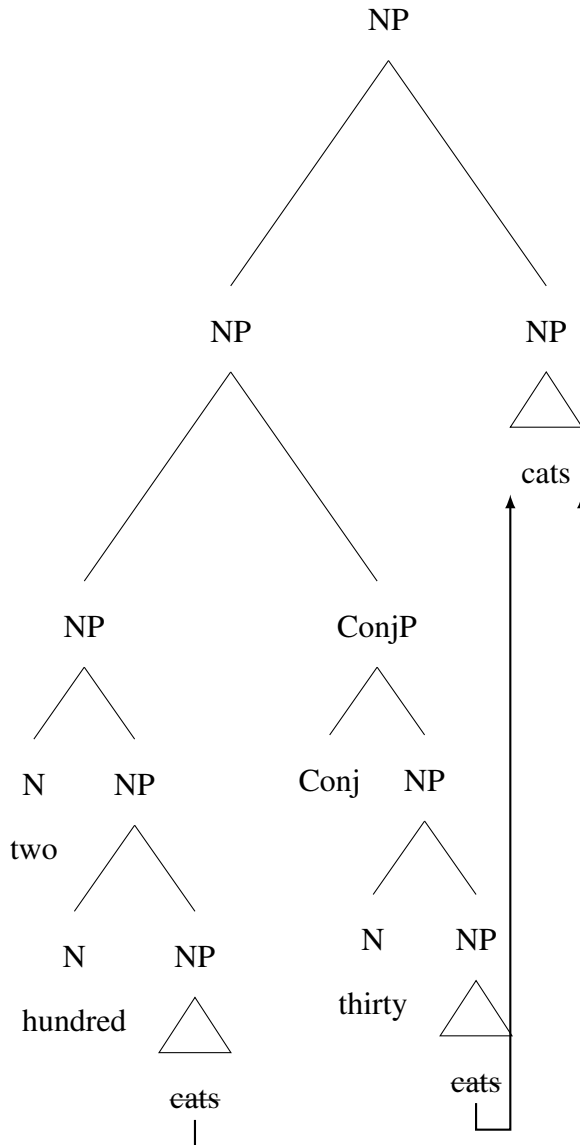 NP
NP NP
cats
NP ConjP
N NP Conj NP
two
N NP N NP
hundred thirty
cats cats